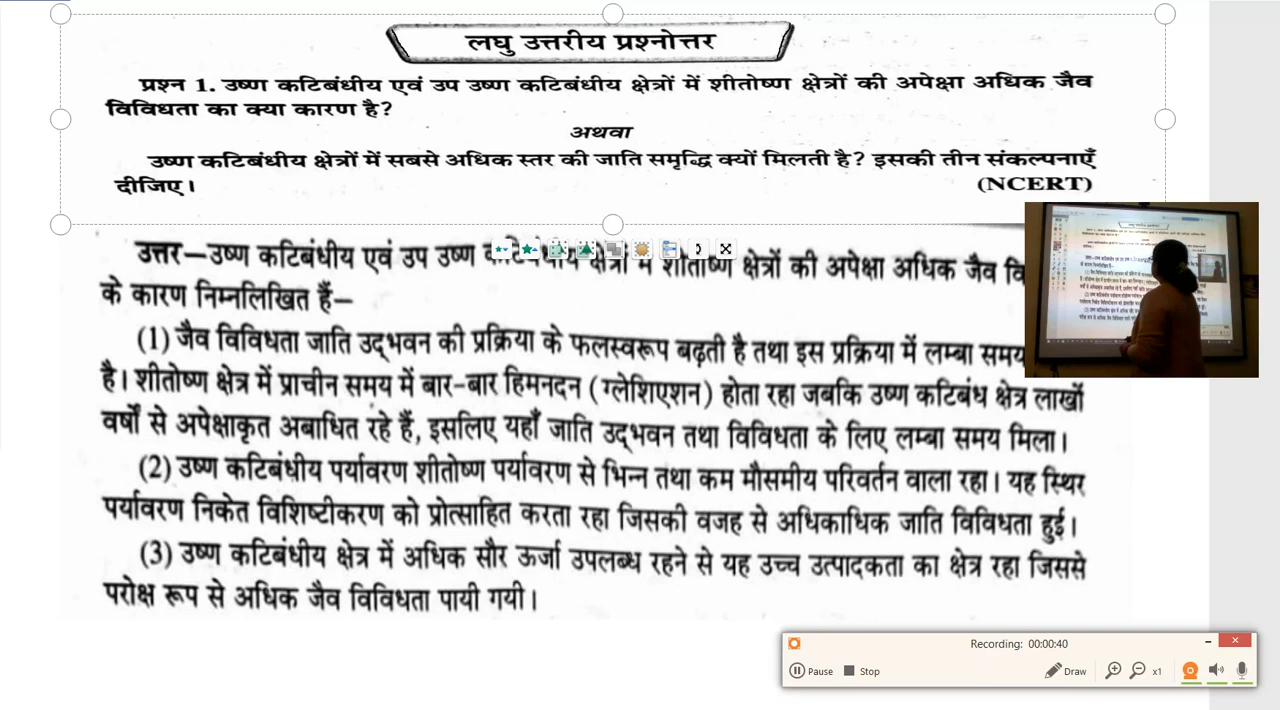 लघु उत्तरीय प्रश्नोत्तर
प्रश्न 1. उष्ण कटिबंधीय एवं उप उष्ण कटिबंधीय क्षेत्रों में शीतोष्ण क्षेत्रों की अपेक्षा अधिक जैव
विविधता का क्या कारण है?
अथवा
उष्ण कटिबंधीय क्षेत्रों में सबसे अधिक स्तर की जाति समृद्धि क्यों मिलती है? इसकी तीन संकल्पनाएँ
दीजिए। (NCERT)
उत्तर—उष्ण कटिबंधीय एवं उप उष्ण कटिबंधीय क्षेत्रों में शीतोष्ण क्षेत्रों की अपेक्षा अधिक जैव
के कारण निम्नलिखित हैं—
(1) जैव विविधता जाति उद्भवन की प्रक्रिया के फलस्वरूप बढ़ती है तथा इस प्रक्रिया में लम्बा समय
है। शीतोष्ण क्षेत्र में प्राचीन समय में बार-बार हिमनदन (ग्लेशिएशन) होता रहा जबकि उष्ण कटिबंध क्षेत्र लाखों
वर्षों से अपेक्षाकृत अबाधित रहे हैं, इसलिए यहाँ जाति उद्भवन तथा विविधता के लिए लम्बा समय मिला।
(2) उष्ण कटिबंधीय पर्यावरण शीतोष्ण पर्यावरण से भिन्न तथा कम मौसमीय परिवर्तन वाला रहा। यह स्थिर
पर्यावरण निकेत विशिष्टीकरण को प्रोत्साहित करता रहा जिसकी वजह से अधिकाधिक जाति विविधता हुई।
(3) उष्ण कटिबंधीय क्षेत्र में अधिक सौर ऊर्जा उपलब्ध रहने से यह उच्च उत्पादकता का क्षेत्र रहा जिससे
परोक्ष रूप से अधिक जैव विविधता पायी गयी।
Recording: 00:00:40
Pause Stop Draw x1